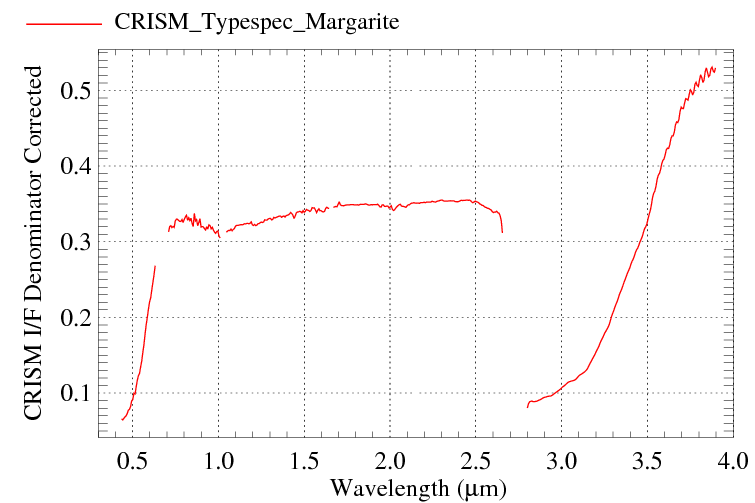 CRISM_Typespec_Margarite
CRISM I/F Denominator Corrected
0.5
0.4
0.3
0.2
0.1
0.5 1.0 1.5 2.0 2.5 3.0 3.5 4.0
Wavelength (μm)